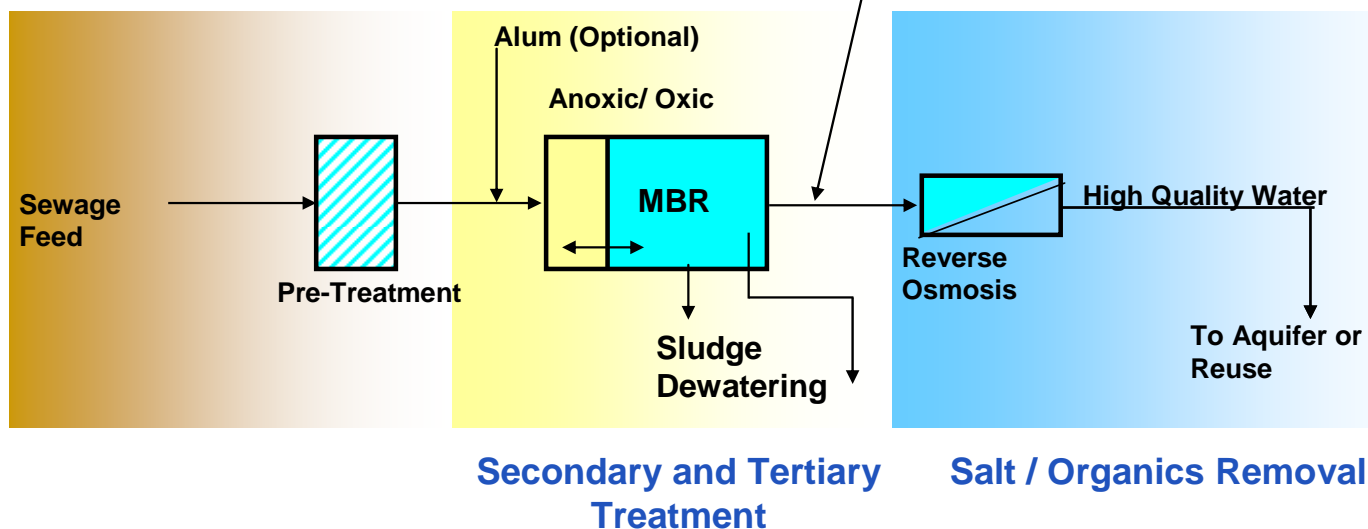 Alum (Optional)
Anoxic/ Oxic
Sewage
Feed
Pre-Treatment
MBR
Sludge
Dewatering
High Quality Water
Reverse
Osmosis
To Aquifer or
Reuse
Secondary and Tertiary
Treatment
Salt / Organics Removal